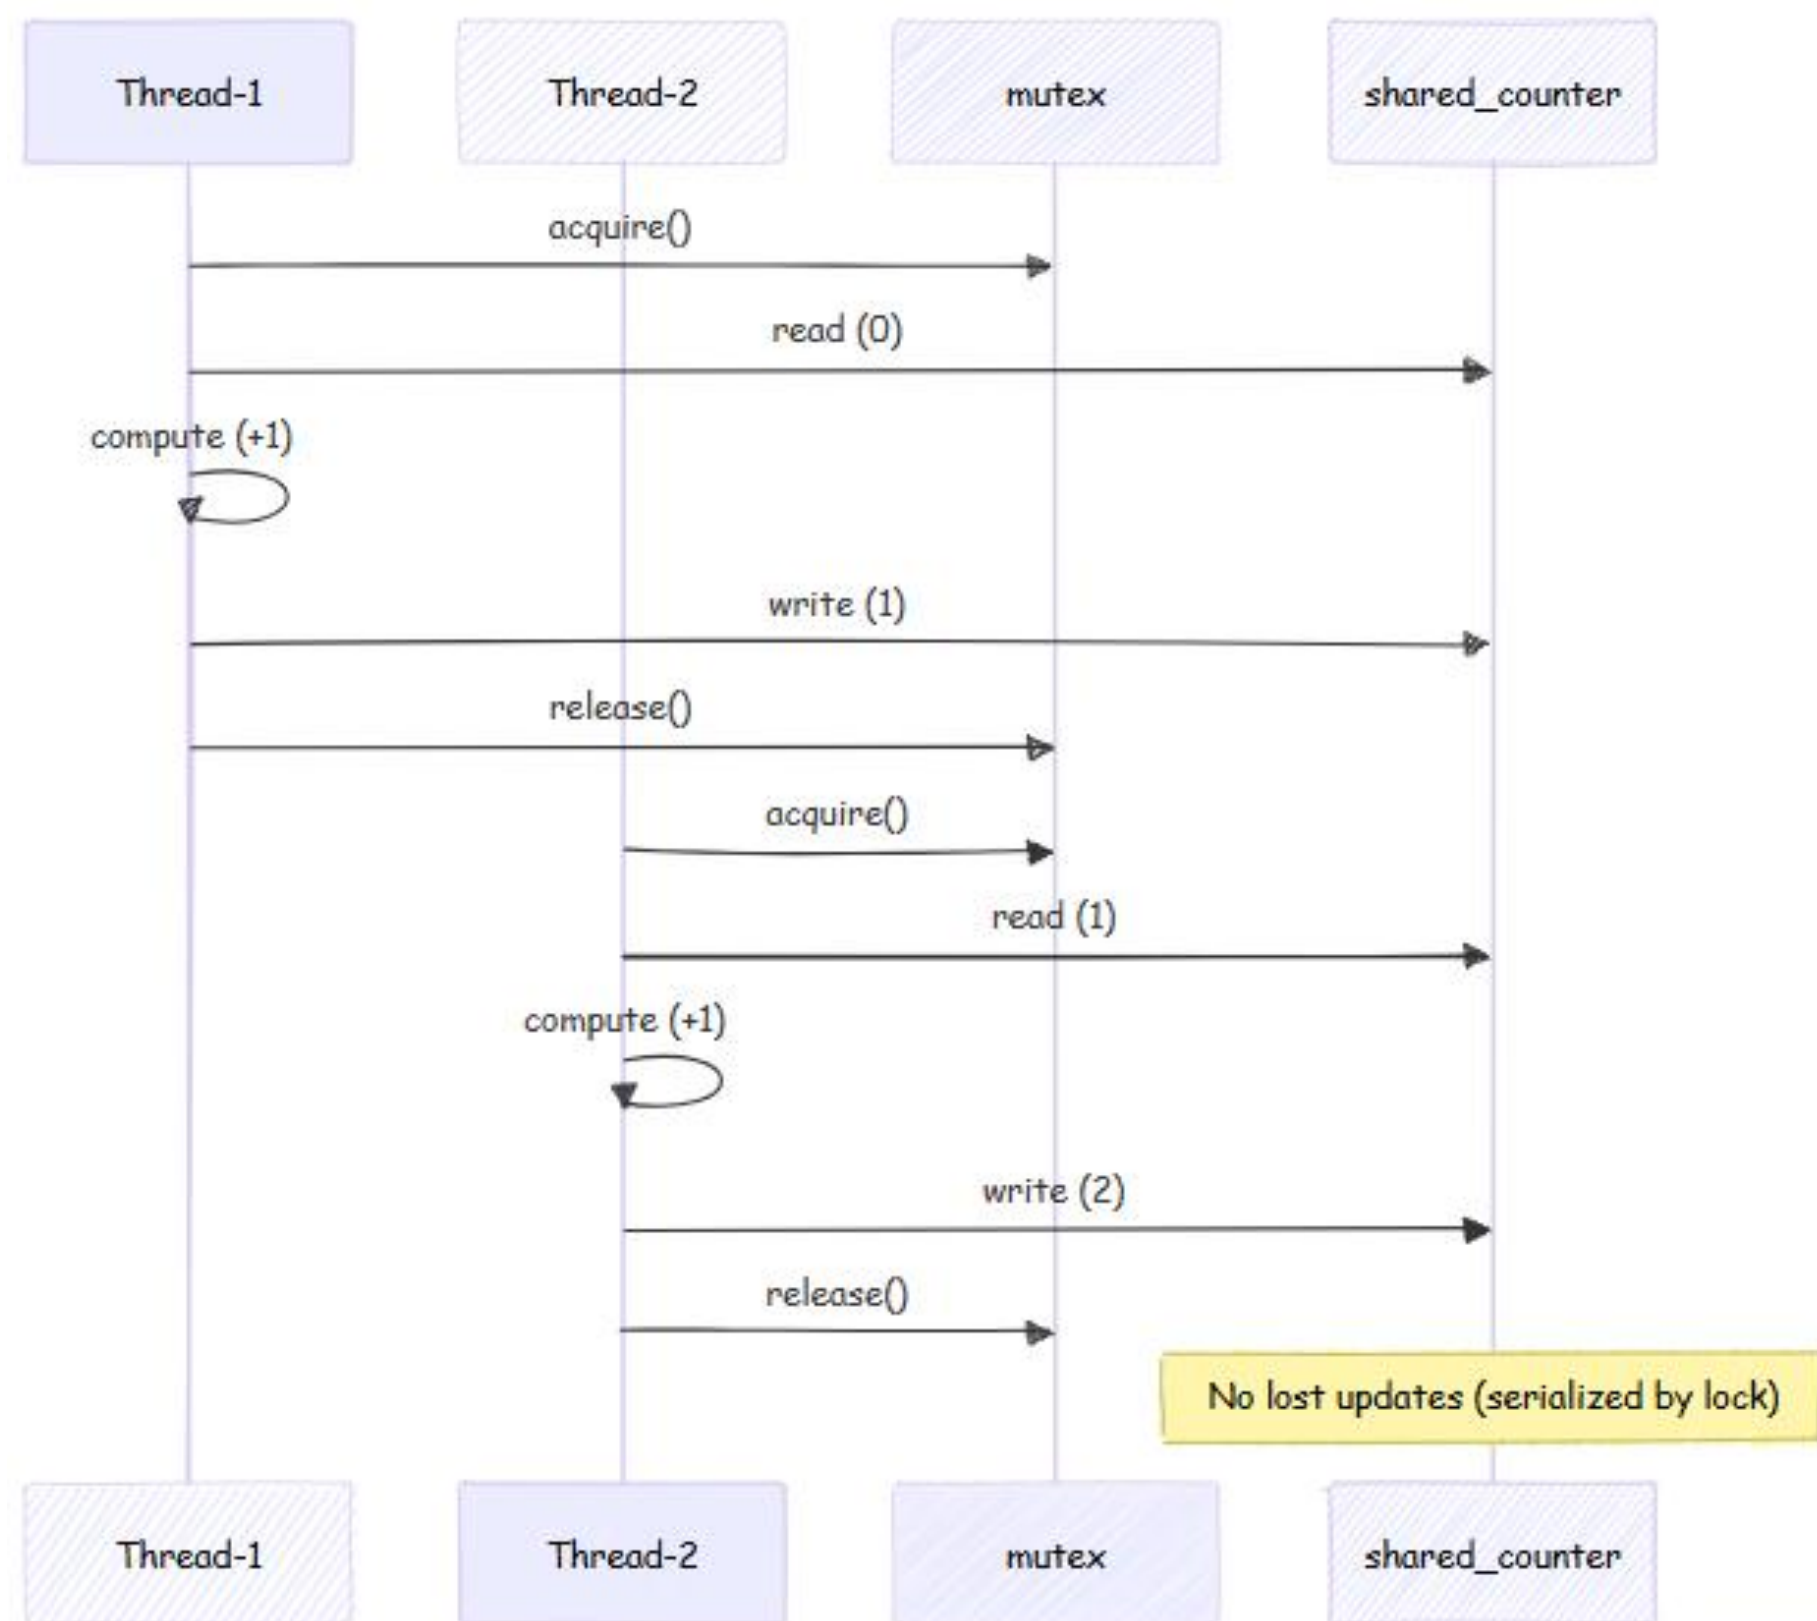 Thread-1
Thread-2
mutex
shared_counter
acquire()
read (0)
compute (+1)
write (1)
release()
acquire()
read (1)
compute (+1)
write (2)
release()
No lost updates (serialized by lock)
Thread-1
Thread-2
mutex
shared_counter